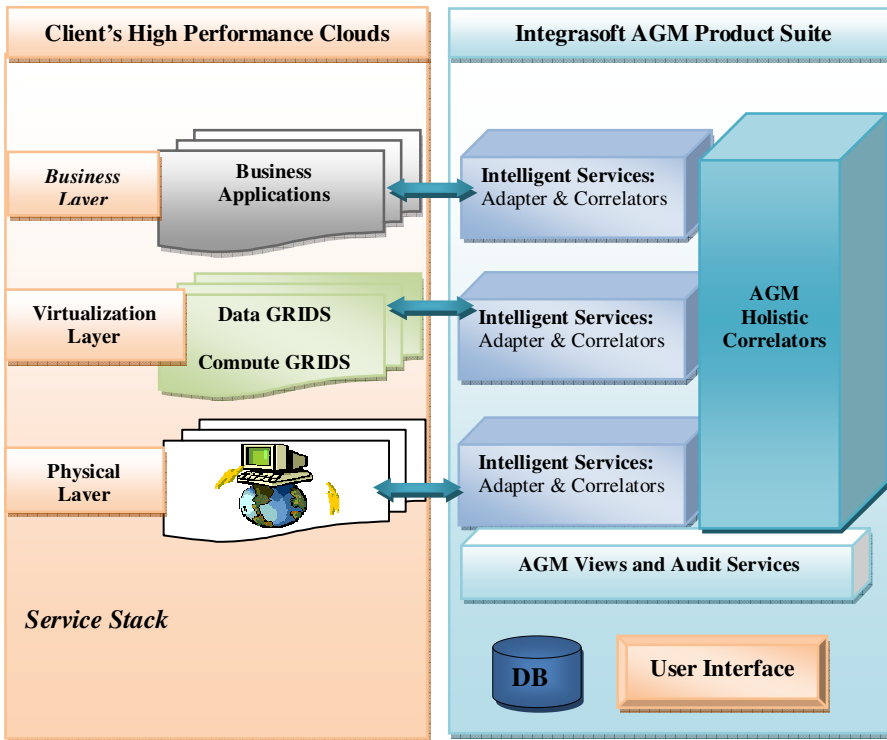 Client's High Performance Clouds
Integrasoft AGM Product Suite
Business
Layer
Business
Applications
Intelligent Services:
Adapter & Correlators
Virtualization
Layer
Data GRIDS
Compute GRIDS
Intelligent Services:
Adapter & Correlators
AGM
Holistic
Correlators
Physical
Layer
Intelligent Services:
Adapter & Correlators
AGM Views and Audit Services
Service Stack
DB
User Interface